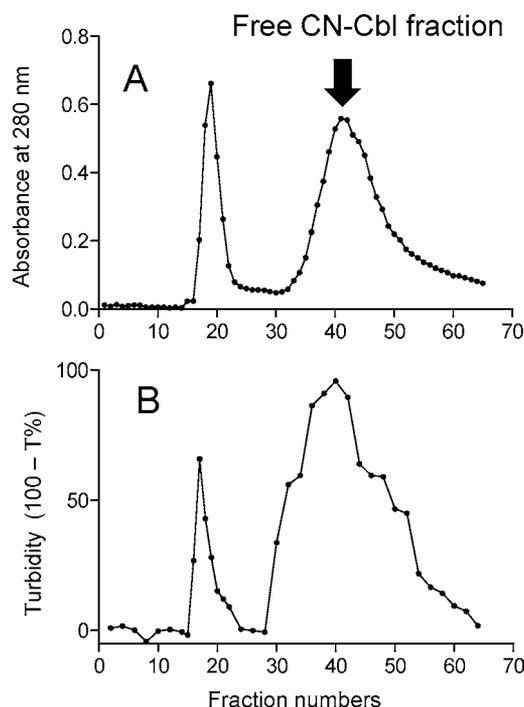 Free CN-Cbl fraction
A
Absorbance at 280 nm
0.8
0.6
0.4
0.2
0.0
0 10 20 30 40 50 60 70
B
Turbidity (100 – T%)
100
50
0
0 10 20 30 40 50 60 70
Fraction numbers